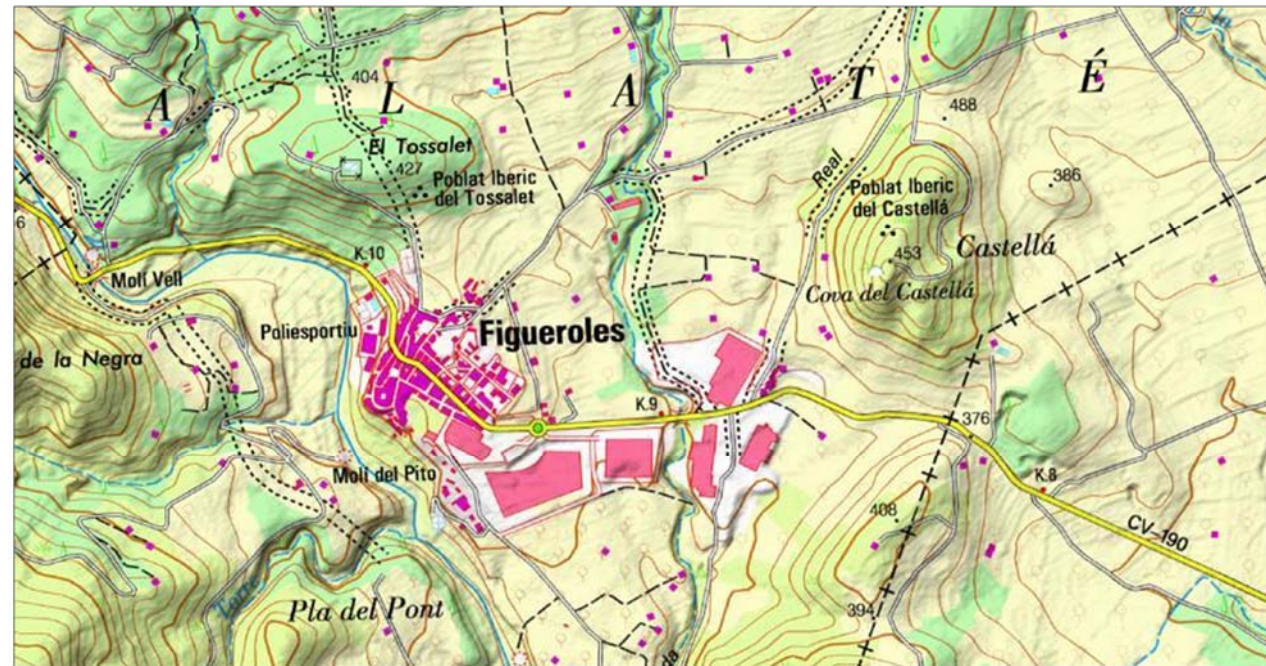 A L A T É
404
488
El Tossalet
427
Poblat Iberic
del Tossalet
Real
Poblat Iberic
del Castellá
386
453
Castellá
Cova del Castellá
6
K.10
Molí Vell
Poliesportiu
Figueroles
de la Negra
K.9
376
Molí del Pito
K.8
408
CV-190
Pla del Pont
394
da